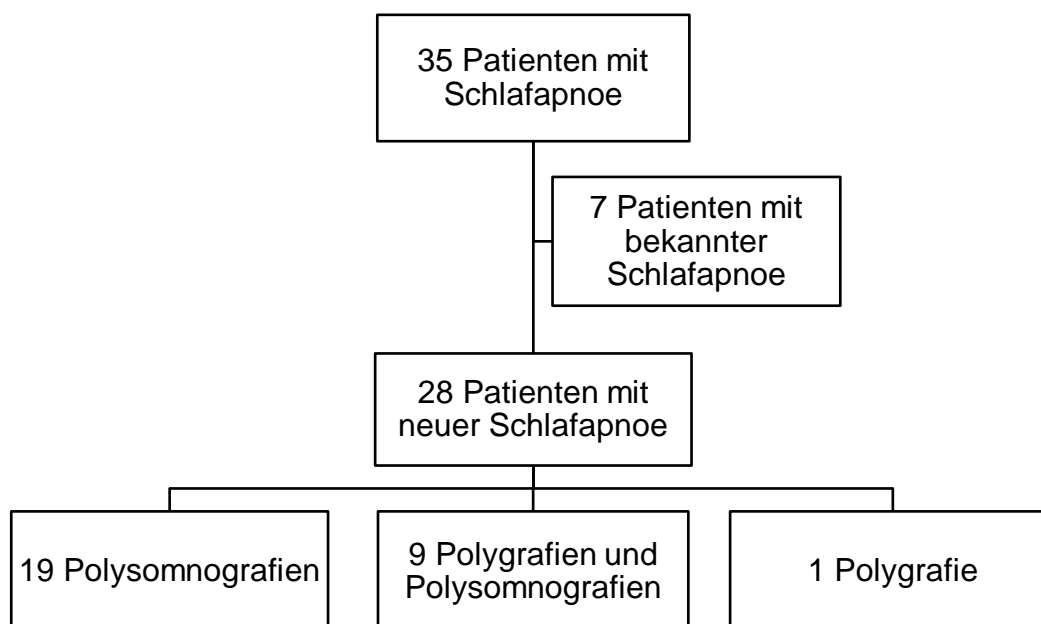 35 Patienten mit
Schlafapnoe
7 Patienten mit
bekannter
Schlafapnoe
28 Patienten mit
neuer Schlafapnoe
19 Polysomnografien
9 Polygrafien und
Polysomnografien
1 Polygrafie